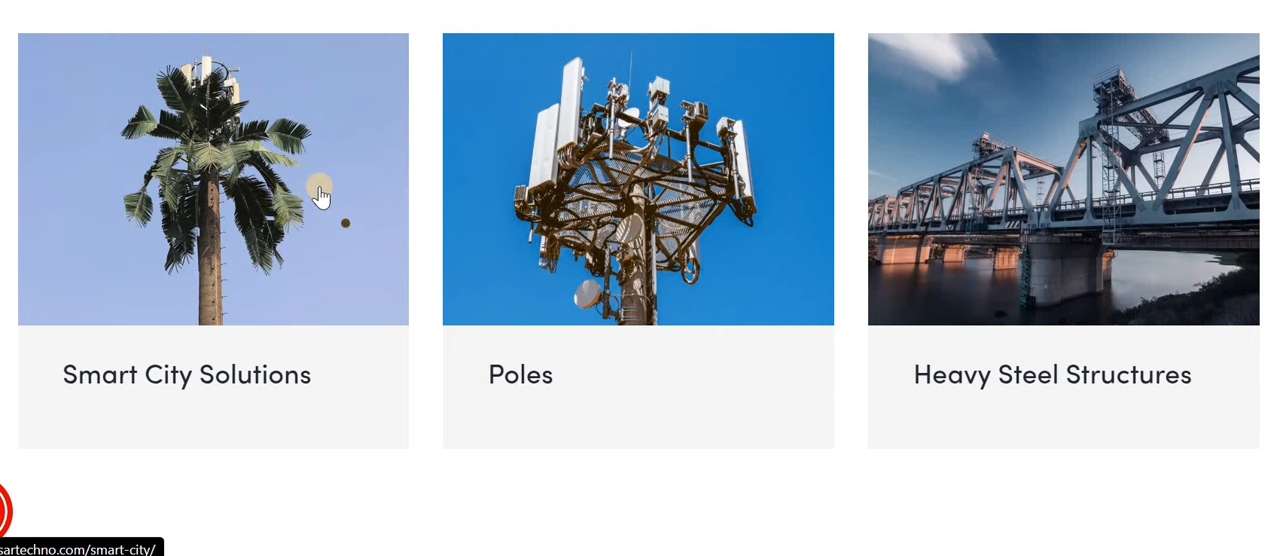 Smart City Solutions
Poles
Heavy Steel Structures
sartechno.com/smart-city/